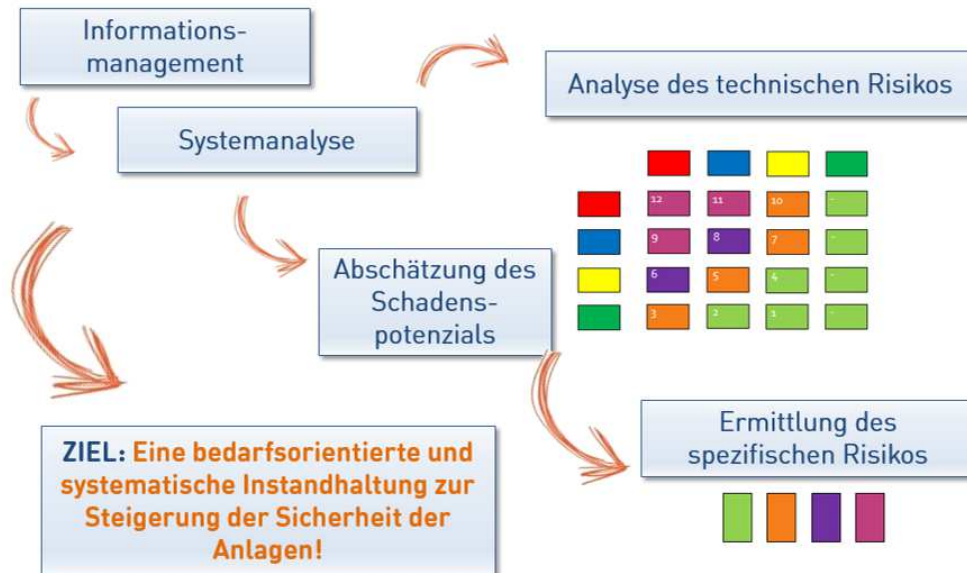 Informations-
management
Systemanalyse
Analyse des technischen Risikos
12 11 10 -
9 8 7 -
6 5 4 -
3 2 1 -
Abschätzung des
Schadens-
potenzials
Ermittlung des
spezifischen Risikos
ZIEL: Eine bedarfsorientierte und
systematische Instandhaltung zur
Steigerung der Sicherheit der
Anlagen!